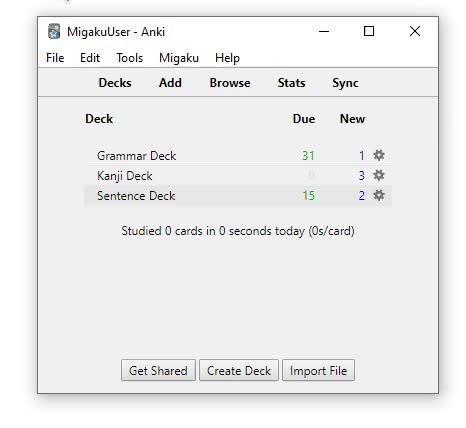 MigakuUser - Anki
File Edit Tools Migaku Help
Decks Add Browse Stats Sync
Deck Due New
Grammar Deck 31 1
Kanji Deck 0 3
Sentence Deck 15 2
Studied 0 cards in 0 seconds today (0s/card)
Get Shared Create Deck Import File